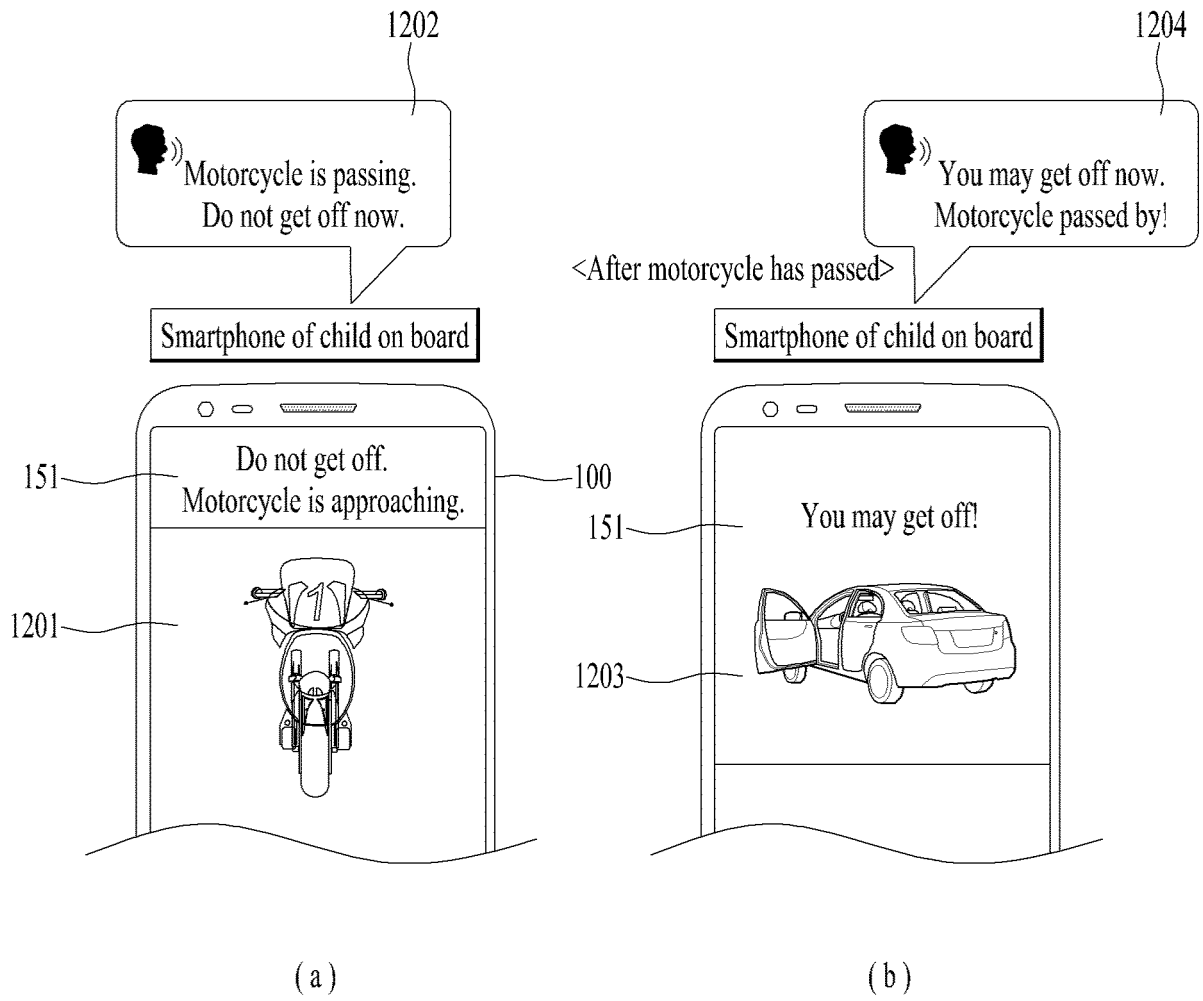 1202
Motorcycle is passing.
Do not get off now.
Smartphone of child on board
151
Do not get off.
Motorcycle is approaching.
100
1201
1
(a)
1204
You may get off now.
Motorcycle passed by!
<After motorcycle has passed>
Smartphone of child on board
151
You may get off!
1203
(b)